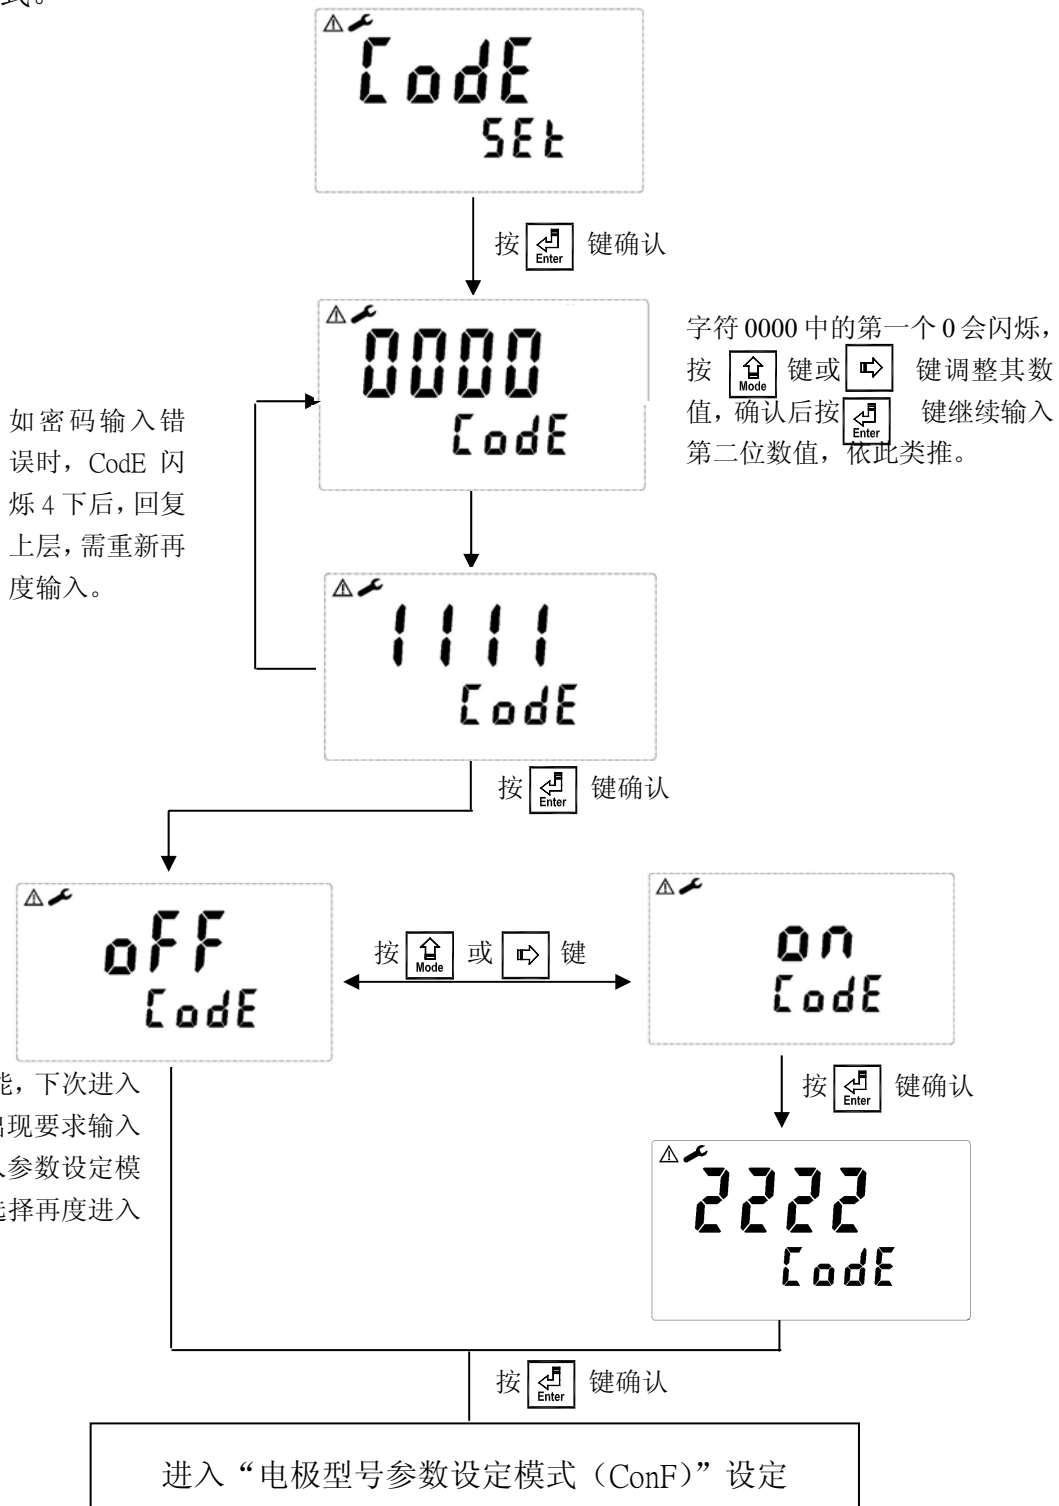 式。
CodE
SEt
按 Enter 键确认
0000
CodE
字符 0000 中的第一个 0 会闪烁，
按 Mode 键或 键调整其数
值，确认后按 Enter 键继续输入
第二位数值，依此类推。
如密码输入错
误时，CodE 闪
烁 4 下后，回复
上层，需重新再
度输入。
1111
CodE
按 Enter 键确认
oFF
CodE
按 Mode 或 键
on
CodE
能，下次进入
出现要求输入
参数设定模
选择再度进入
按 Enter 键确认
2222
CodE
按 Enter 键确认
进入“电极型号参数设定模式（ConF）”设定